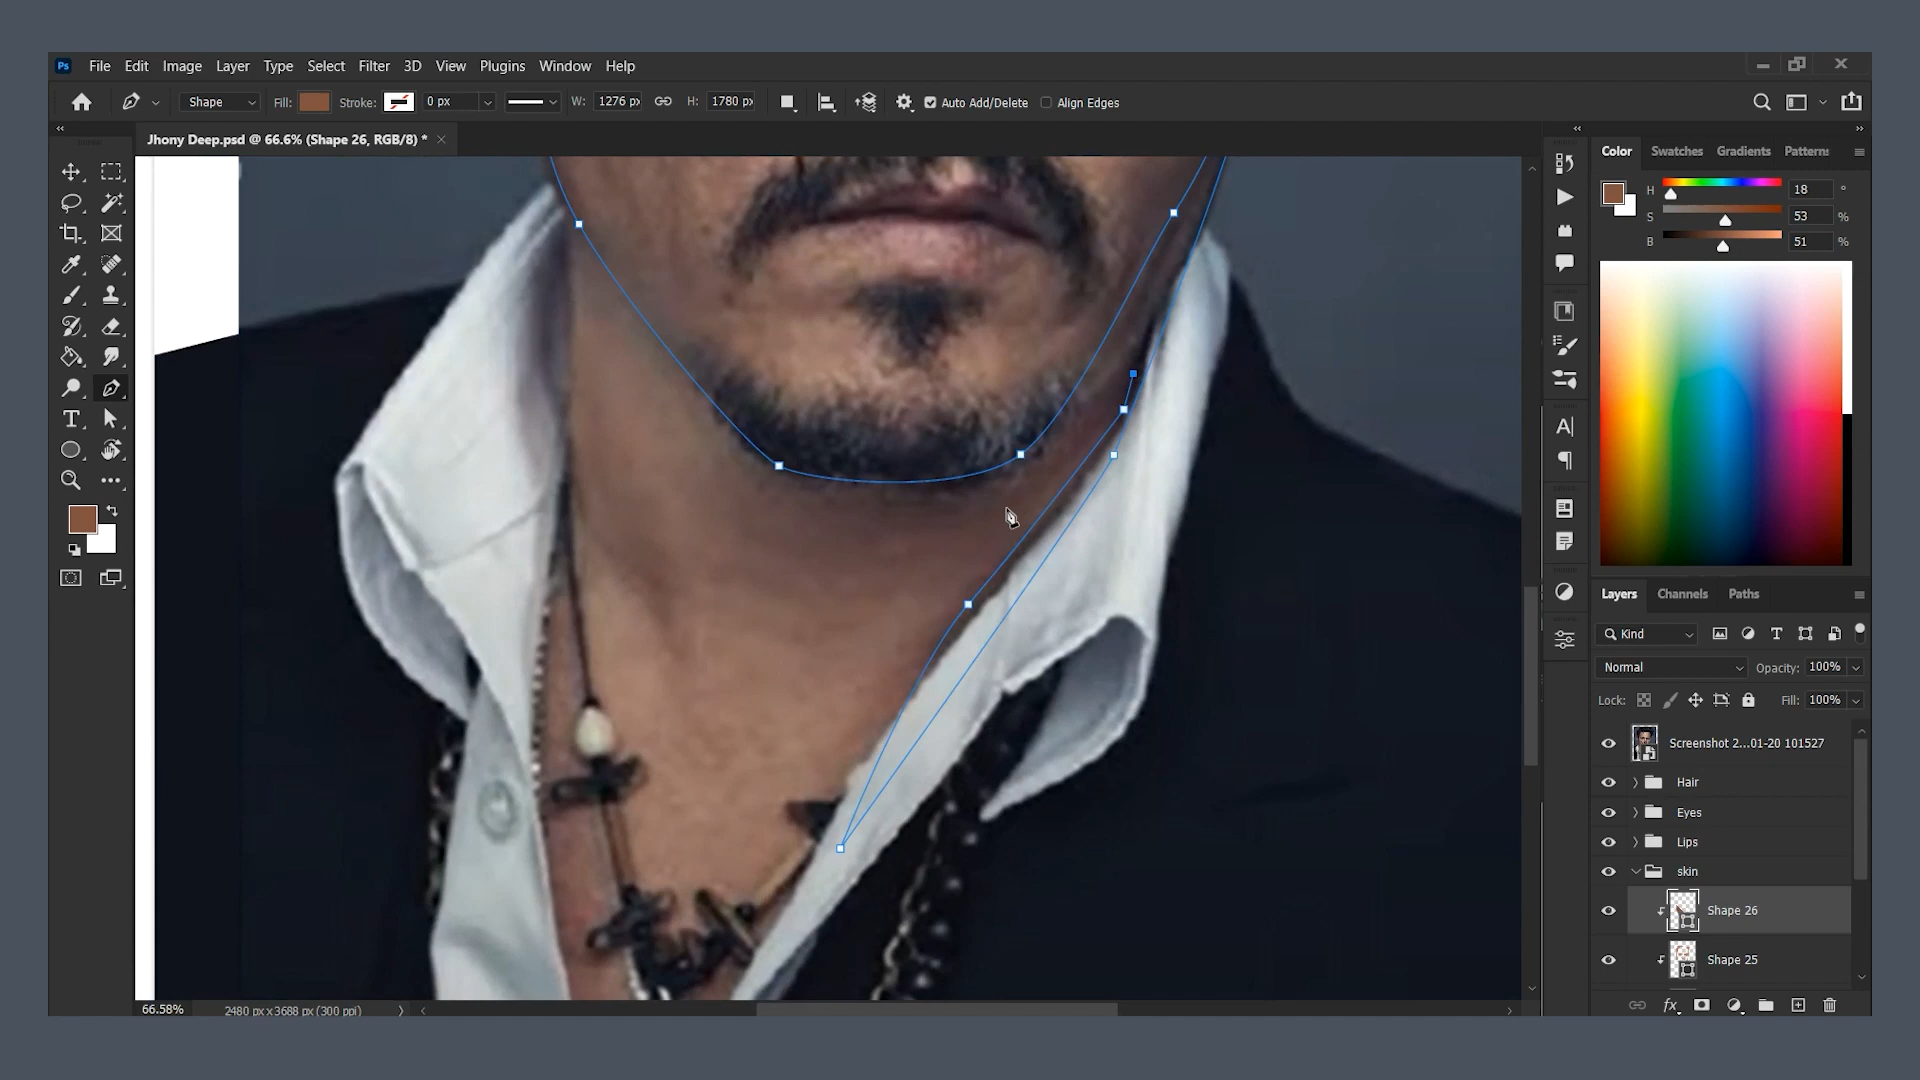 Ps File Edit Image Layer Type Select Filter 3D View Plugins Window Help
Shape Fill: Stroke: 0 px W: 1276 px H: 1780 px Auto Add/Delete Align Edges
Jhony Deep.psd @ 66.6% (Shape 26, RGB/8) *
Color Swatches Gradients Patterns
H 18 °
S 53 %
B 51 %
Layers Channels Paths
Kind
Normal Opacity: 100%
Lock: Fill: 100%
Screenshot 2...01-20 101527
Hair
Eyes
Lips
skin
Shape 26
Shape 25
66.58% 2480 px x 3688 px (300 ppi)